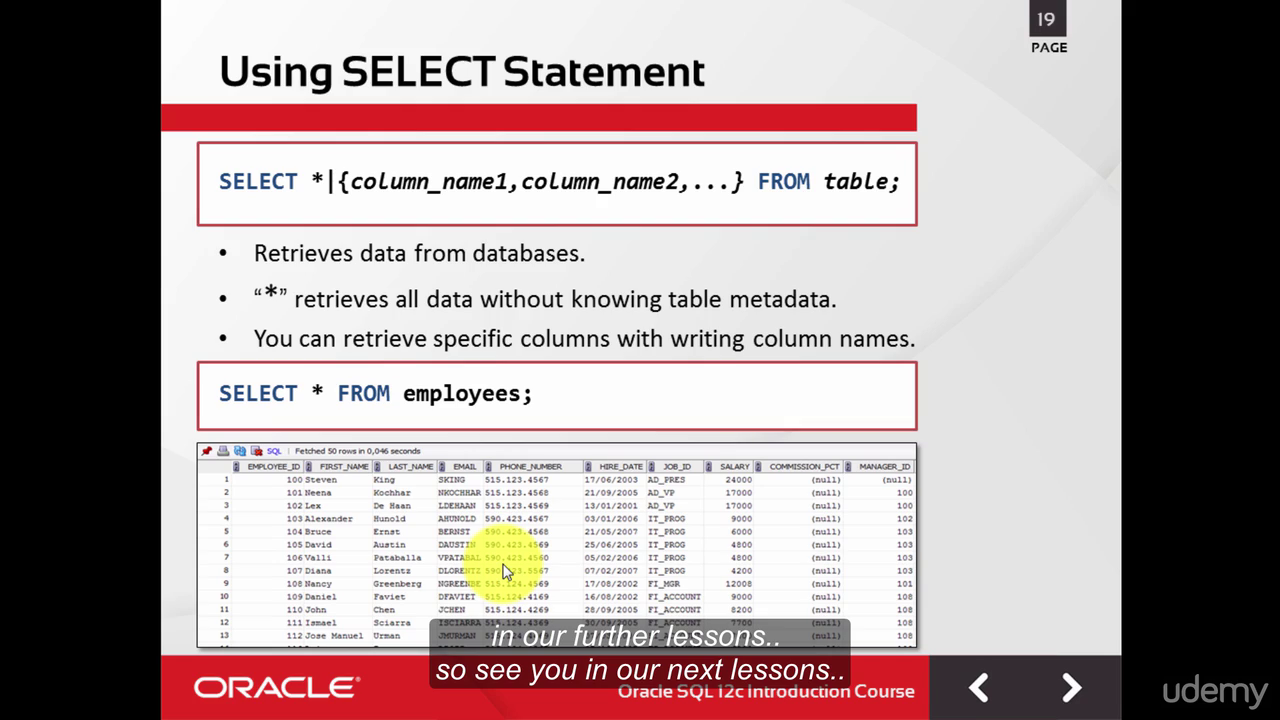 19
PAGE
Using SELECT Statement
SELECT *|{column_name1,column_name2,...} FROM table;
• Retrieves data from databases.
• “*” retrieves all data without knowing table metadata.
• You can retrieve specific columns with writing column names.
SELECT * FROM employees;
SQL | Fetched 50 rows in 0,046 seconds
EMPLOYEE_ID FIRST_NAME LAST_NAME EMAIL PHONE_NUMBER HIRE_DATE JOB_ID SALARY COMMISSION_PCT MANAGER_ID
1 100 Steven King SKING 515.123.4567 17/06/2003 AD_PRES 24000 (null) (null)
2 101 Neena Kochhar NKOCHHAR 515.123.4568 21/09/2005 AD_VP 17000 (null) 100
3 102 Lex De Haan LDEHAAN 515.123.4569 13/01/2001 AD_VP 17000 (null) 100
4 103 Alexander Hunold AHUNOLD 590.423.4567 03/01/2006 IT_PROG 9000 (null) 102
5 104 Bruce Ernst BERNST 590.423.4568 21/05/2007 IT_PROG 6000 (null) 103
6 105 David Austin DAUSTIN 590.423.4569 25/06/2005 IT_PROG 4800 (null) 103
7 106 Valli Pataballa VPATABAL 590.423.4560 05/02/2006 IT_PROG 4800 (null) 103
8 107 Diana Lorentz DLORENTZ 590.423.5567 07/02/2007 IT_PROG 4200 (null) 103
9 108 Nancy Greenberg NGREENBE 515.124.4569 17/08/2002 FI_MGR 12008 (null) 101
10 109 Daniel Faviet DFAVIET 515.124.4169 16/08/2002 FI_ACCOUNT 9000 (null) 108
11 110 John Chen JCHEN 515.124.4269 28/09/2005 FI_ACCOUNT 8200 (null) 108
12 111 Ismael Sciarra ISCIARRA 30/09/2005 FI_ACCOUNT 7700 (null) 108
13 112 Jose Manuel Urman JMURMAN (null) 108
in our further lessons..
so see you in our next lessons..
ORACLE
Oracle SQL 12c Introduction Course
udemy